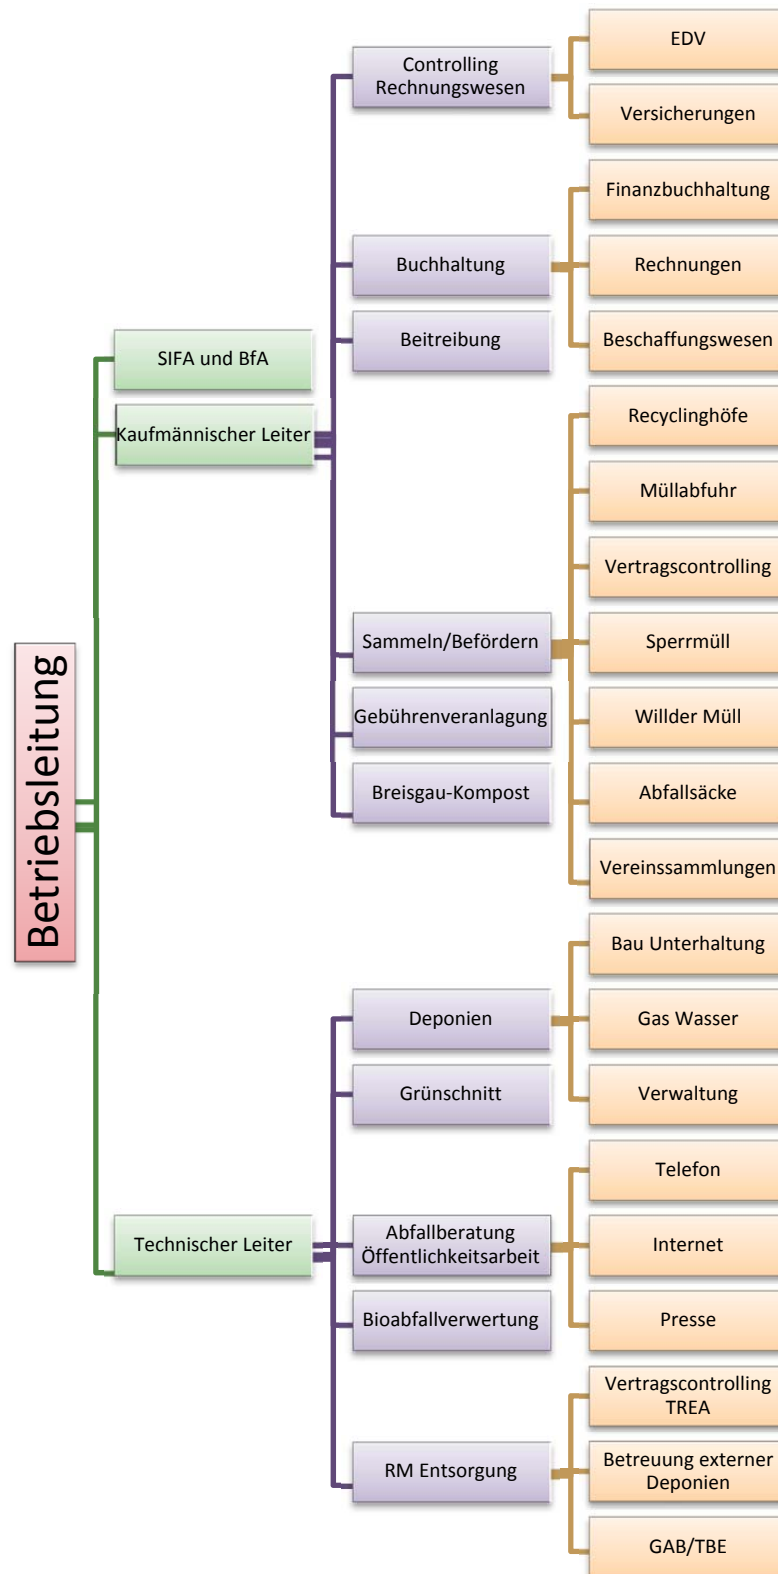 Betriebsleitung
SIFA und BfA
Kaufmännischer Leiter
Controlling
Rechnungswesen
EDV
Versicherungen
Buchhaltung
Finanzbuchhaltung
Rechnungen
Beschaffungswesen
Beitreibung
Sammeln/Befördern
Recyclinghöfe
Müllabfuhr
Vertragscontrolling
Sperrmüll
Willder Müll
Abfallsäcke
Vereinssammlungen
Gebührenveranlagung
Breisgau-Kompost
Technischer Leiter
Deponien
Bau Unterhaltung
Gas Wasser
Verwaltung
Grünschnitt
Abfallberatung
Öffentlichkeitsarbeit
Telefon
Internet
Presse
Bioabfallverwertung
RM Entsorgung
Vertragscontrolling
TREA
Betreuung externer
Deponien
GAB/TBE